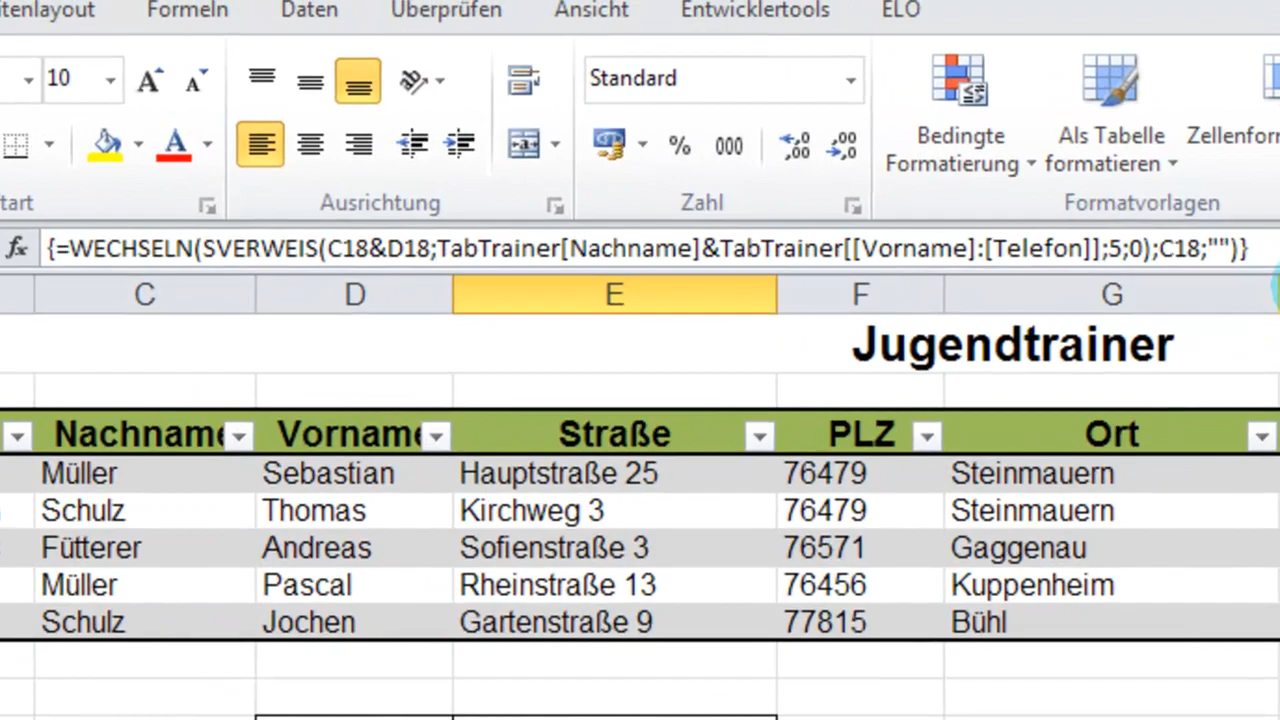 itenlayout Formeln Daten Überprüfen Ansicht Entwicklertools ELO
10 A A Standard
A % 000 ,00 ,00
Bedingte Formatierung Als Tabelle formatieren Zellenform
tart Ausrichtung Zahl Formatvorlagen
fx {=WECHSELN(SVERWEIS(C18&D18;TabTrainer[Nachname]&TabTrainer[[Vorname]:[Telefon]];5;0);C18;"")}
C D E F G
Jugendtrainer
Nachname Vorname Straße PLZ Ort
Müller Sebastian Hauptstraße 25 76479 Steinmauern
Schulz Thomas Kirchweg 3 76479 Steinmauern
Fütterer Andreas Sofienstraße 3 76571 Gaggenau
Müller Pascal Rheinstraße 13 76456 Kuppenheim
Schulz Jochen Gartenstraße 9 77815 Bühl